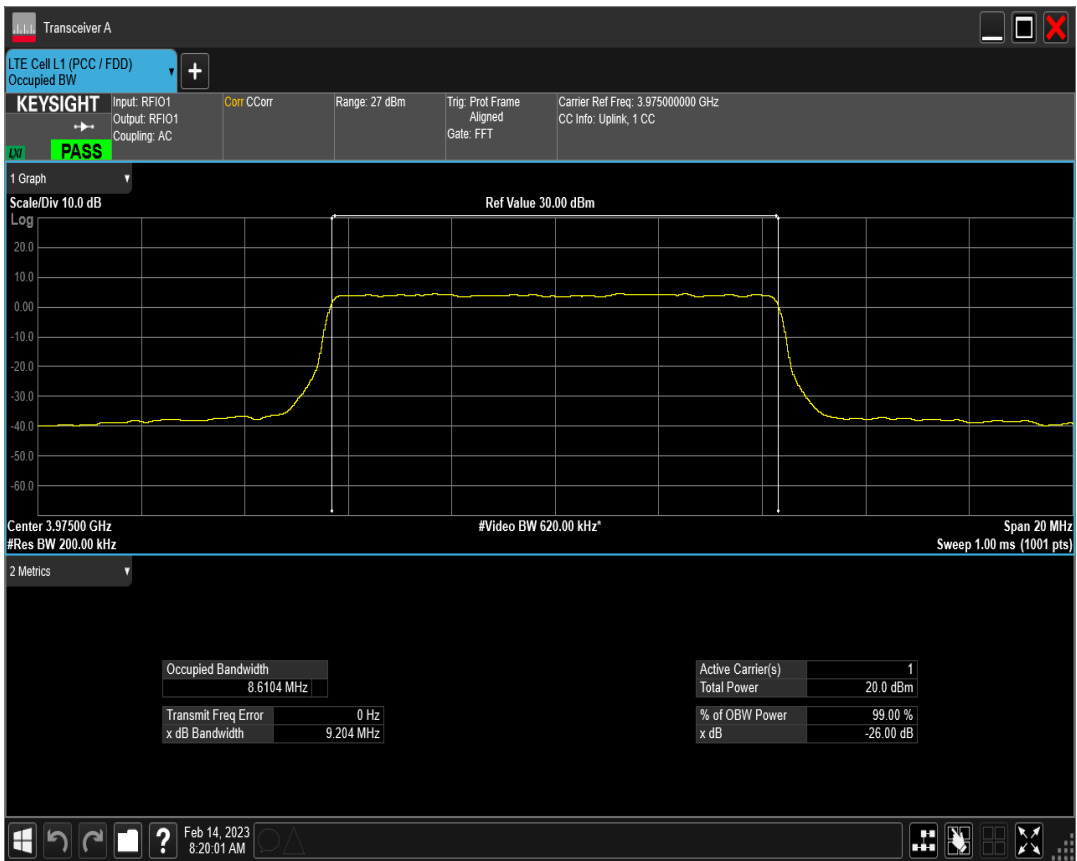 Transceiver A
LTE Cell L1 (PCC / FDD)
Occupied BW
KEYSIGHT
LXI
PASS
Input: RFIO1
Output: RFIO1
Coupling: AC
Corr CCorr
Range: 27 dBm
Trig: Prot Frame
Aligned
Gate: FFT
Carrier Ref Freq: 3.975000000 GHz
CC Info: Uplink, 1 CC
1 Graph
Scale/Div 10.0 dB
Ref Value 30.00 dBm
Log
20.0
10.0
0.00
-10.0
-20.0
-30.0
-40.0
-50.0
-60.0
Center 3.97500 GHz
#Video BW 620.00 kHz*
Span 20 MHz
#Res BW 200.00 kHz
Sweep 1.00 ms (1001 pts)
2 Metrics
Occupied Bandwidth
8.6104 MHz
Transmit Freq Error 0 Hz
x dB Bandwidth 9.204 MHz
Active Carrier(s) 1
Total Power 20.0 dBm
% of OBW Power 99.00 %
x dB -26.00 dB
?
Feb 14, 2023
8:20:01 AM